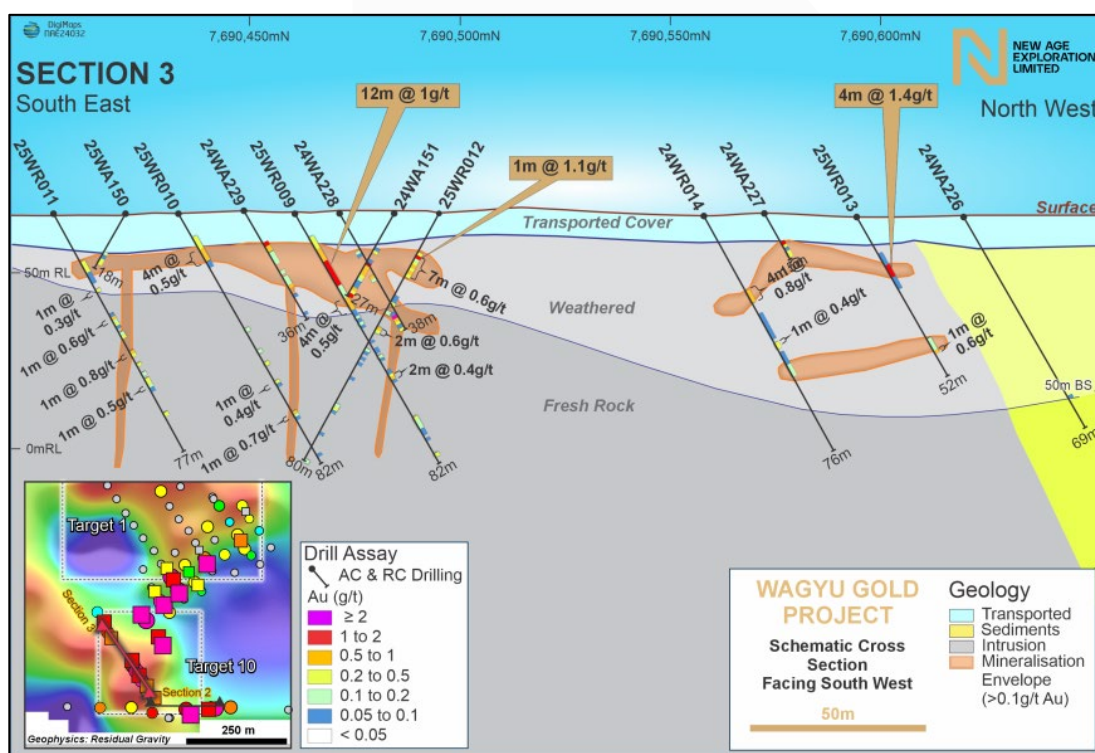 DigiMaps
NAE24032
7,690,450mN
7,690,500mN
7,690,550mN
7,690,600mN
SECTION 3
South East
NEW AGE
EXPLORATION
LIMITED
North West
12m @ 1g/t
4m @ 1.4g/t
1m @ 1.1g/t
25WR011
25WA150
25WR010
24WA229
25WR009
24WA228
24WA151
25WR012
24WR014
24WA227
25WR013
24WA226
Surface
Transported Cover
50m RL
18m
4m @
0.5g/t
7m @ 0.6g/t
4m
0.8g/t
Weathered
1m @
0.3g/t
36m
4m @
0.5g/t
27m
38m
1m @ 0.4g/t
1m @ 0.6g/t
2m @ 0.6g/t
1m @
0.6g/t
1m @ 0.8g/t
2m @ 0.4g/t
52m
1m @ 0.5g/t
1m @
0.4g/t
Fresh Rock
50m BS
1m @ 0.7g/t
0mRL
77m
80m
82m
82m
76m
69m
Target 1
Section 3
Target 10
Section 2
250 m
Geophysics: Residual Gravity
Drill Assay
AC & RC Drilling
Au (g/t)
≥ 2
1 to 2
0.5 to 1
0.2 to 0.5
0.1 to 0.2
0.05 to 0.1
< 0.05
WAGYU GOLD
PROJECT
Schematic Cross
Section
Facing South West
50m
Geology
Transported
Sediments
Intrusion
Mineralisation
Envelope
(>0.1g/t Au)